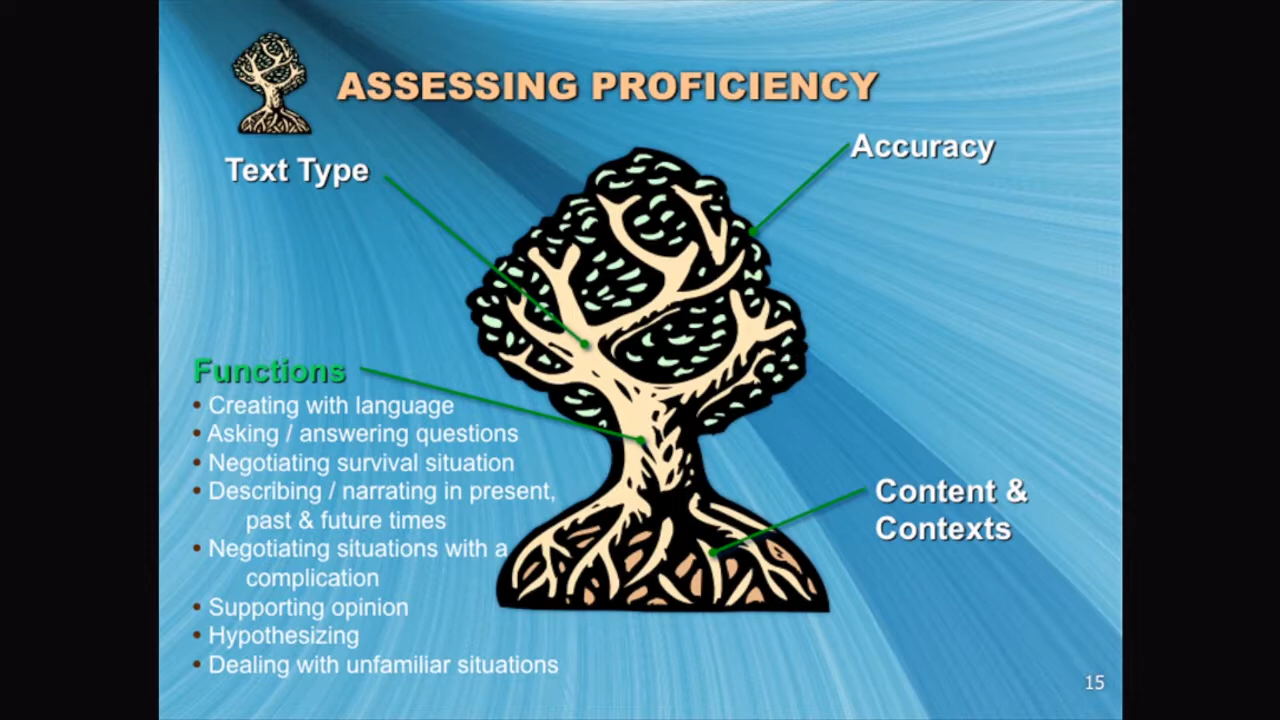 ASSESSING PROFICIENCY
Text Type
Accuracy
Functions
• Creating with language
• Asking / answering questions
• Negotiating survival situation
• Describing / narrating in present,
past & future times
• Negotiating situations with a
complication
• Supporting opinion
• Hypothesizing
• Dealing with unfamiliar situations
Content &
Contexts
15